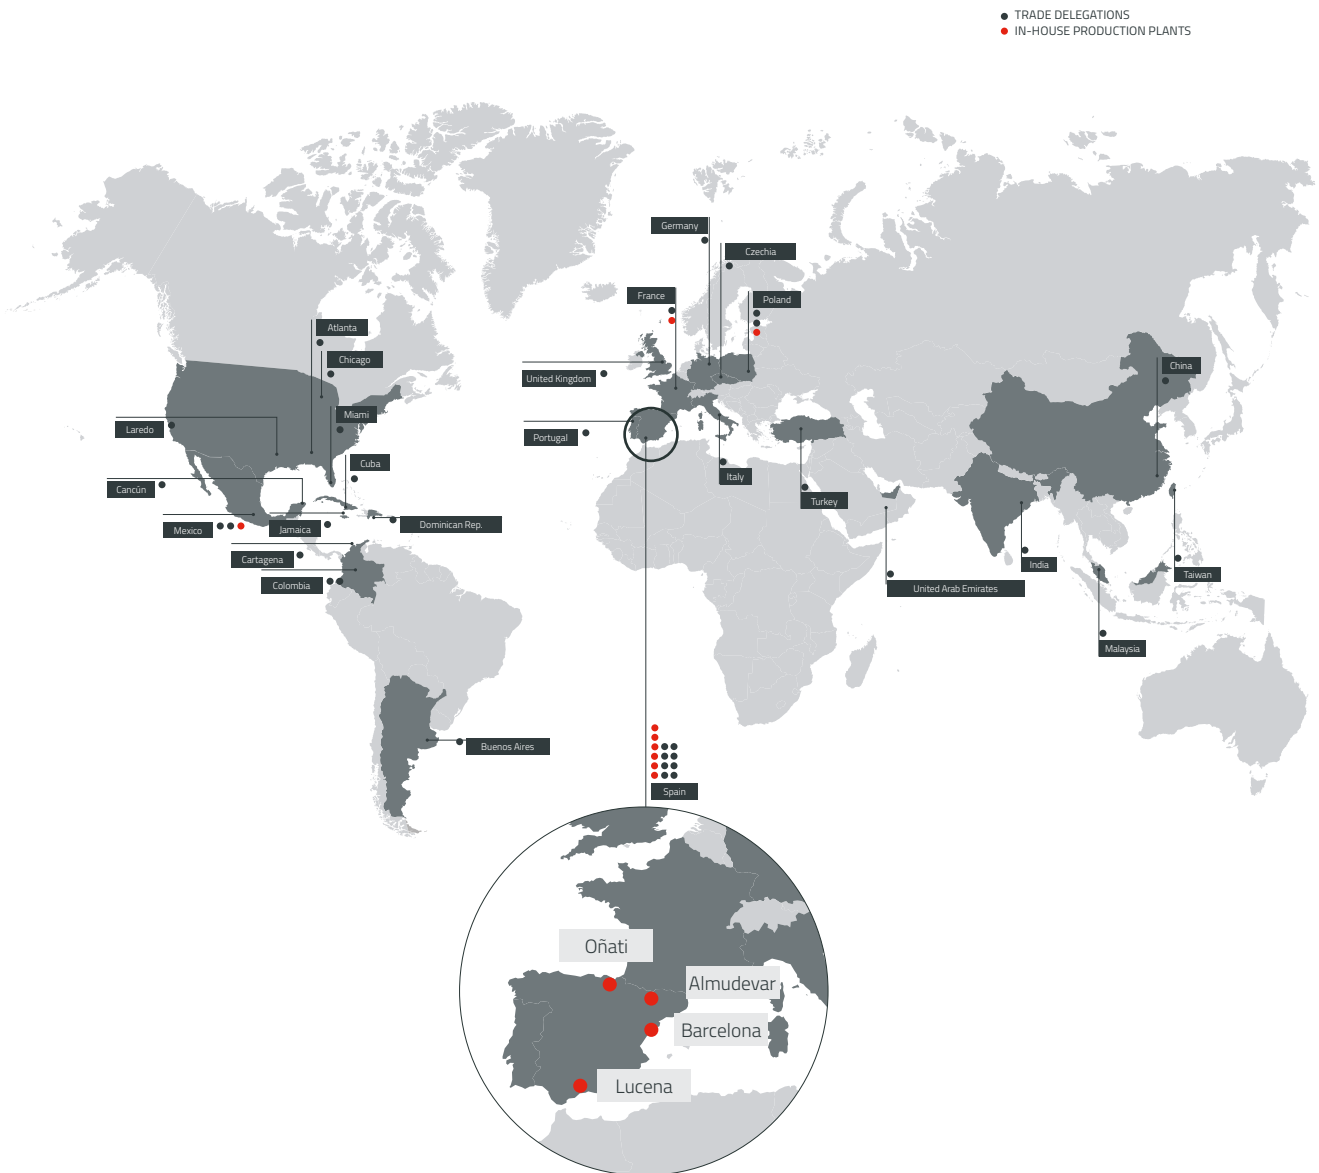 TRADE DELEGATIONS
IN-HOUSE PRODUCTION PLANTS
Germany
Czechia
France
Poland
Atlanta
Chicago
China
United Kingdom
Miami
Laredo
Portugal
Cuba
Italy
Cancún
Turkey
Mexico
Jamaica
Dominican Rep.
Cartagena
India
Colombia
Taiwan
United Arab Emirates
Malaysia
Buenos Aires
Spain
Oñati
Almudevar
Barcelona
Lucena